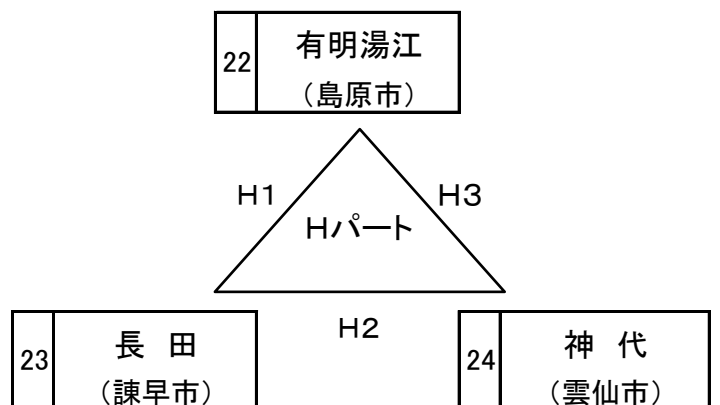 22 有明湯江
（島原市）
H1
H3
Hパート
H2
23 長 田
（諫早市）
24 神 代
（雲仙市）